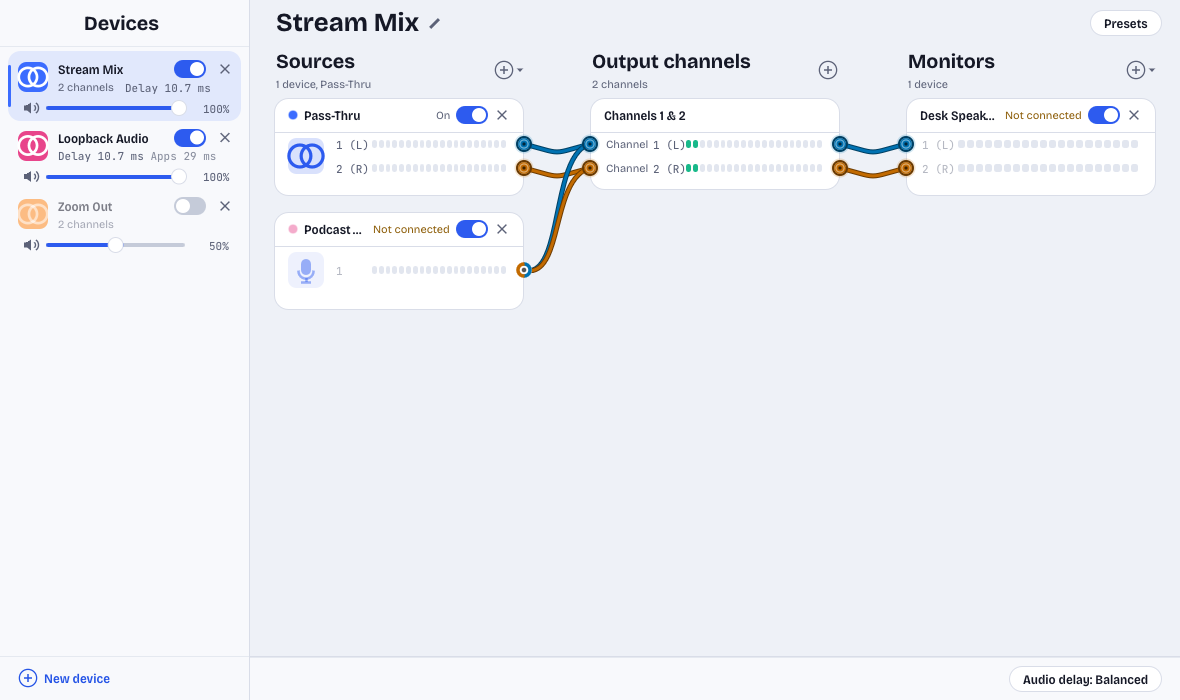 Devices
Stream Mix
2 channels Delay 10.7 ms
100%
Loopback Audio
Delay 10.7 ms Apps 29 ms
100%
Zoom Out
2 channels
50%
New device
Stream Mix
Presets
Sources
1 device, Pass-Thru
Pass-Thru On
1 (L)
2 (R)
Podcast ... Not connected
1
Output channels
2 channels
Channels 1 & 2
Channel 1 (L)
Channel 2 (R)
Monitors
1 device
Desk Speak... Not connected
1 (L)
2 (R)
Audio delay: Balanced